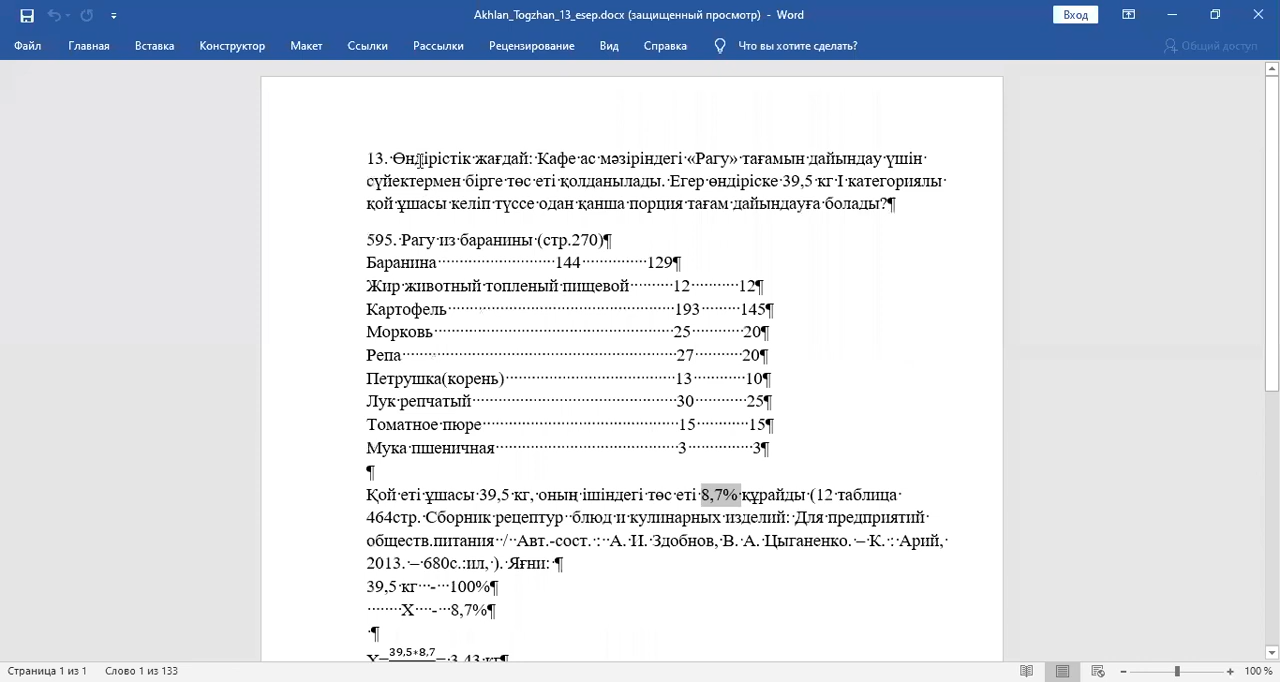 Akhlan_Togzhan_13_esep.docx (защищенный просмотр) - Word
Вход
Файл Главная Вставка Конструктор Макет Ссылки Рассылки Рецензирование Вид Справка Что вы хотите сделать? Общий доступ
13. Өндірістік жағдай: Кафе ас мәзіріндегі «Рагу» тағамын дайындау үшін
сүйектермен бірге төс еті қолданылады. Егер өндіріске 39,5 кг І категориялы
қой ұшасы келіп түссе одан қанша порция тағам дайындауға болады?¶
595. Рагу из баранины (стр.270)¶
Баранина 144 129¶
Жир животный топленый пищевой 12 12¶
Картофель 193 145¶
Морковь 25 20¶
Репа 27 20¶
Петрушка(корень) 13 10¶
Лук репчатый 30 25¶
Томатное пюре 15 15¶
Мука пшеничная 3 3¶
¶
Қой еті ұшасы 39,5 кг, оның ішіндегі төс еті 8,7% құрайды (12 таблица
464стр. Сборник рецептур блюд и кулинарных изделий: Для предприятий
обществ.питания / Авт.-сост. : А. И. Здобнов, В. А. Цыганенко. – К. : Арий,
2013. – 680с.:ил, ). Яғни: ¶
39,5 кг - 100%¶
Х - 8,7%¶
¶
Х=39,5*8,7 = 3,43 кг¶
Страница 1 из 1 Слово 1 из 133 100 %